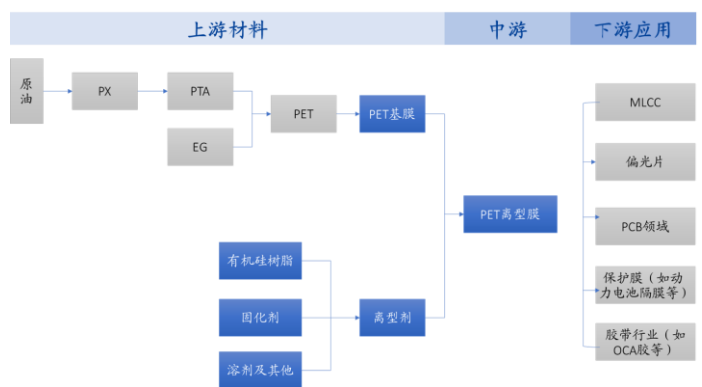 上游材料
中游
下游应用
原
油
PX
PTA
EG
PET
PET基膜
有机硅树脂
固化剂
溶剂及其他
离型剂
PET离型膜
MLCC
偏光片
PCB领域
保护膜（如动
力电池隔膜等）
胶带行业（如
OCA胶等）